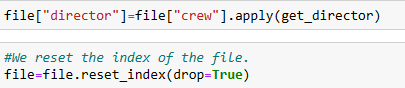 file["director"]=file["crew"].apply(get_director)
#We reset the index of the file.
file=file.reset_index(drop=True)